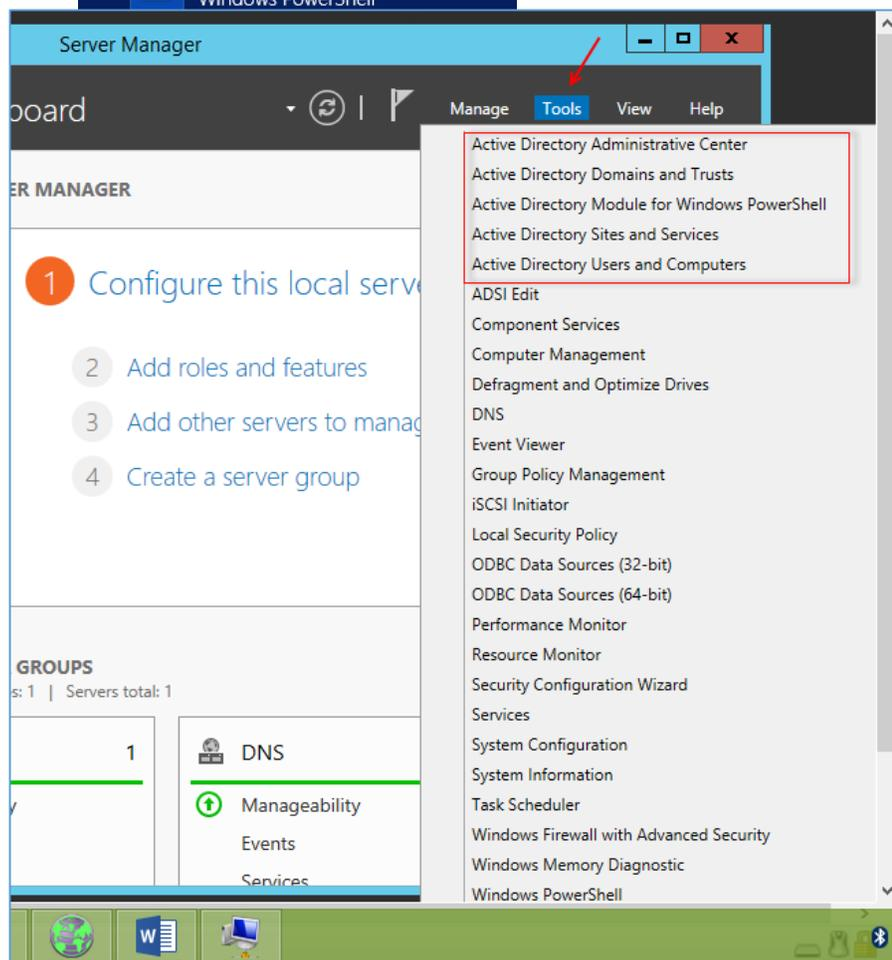 Windows PowerShell
Server Manager
board
Manage Tools View Help
ER MANAGER
1 Configure this local serve
2 Add roles and features
3 Add other servers to manag
4 Create a server group
GROUPS
s: 1 | Servers total: 1
1
y
DNS
Manageability
Events
Services
Active Directory Administrative Center
Active Directory Domains and Trusts
Active Directory Module for Windows PowerShell
Active Directory Sites and Services
Active Directory Users and Computers
ADSI Edit
Component Services
Computer Management
Defragment and Optimize Drives
DNS
Event Viewer
Group Policy Management
iSCSI Initiator
Local Security Policy
ODBC Data Sources (32-bit)
ODBC Data Sources (64-bit)
Performance Monitor
Resource Monitor
Security Configuration Wizard
Services
System Configuration
System Information
Task Scheduler
Windows Firewall with Advanced Security
Windows Memory Diagnostic
Windows PowerShell